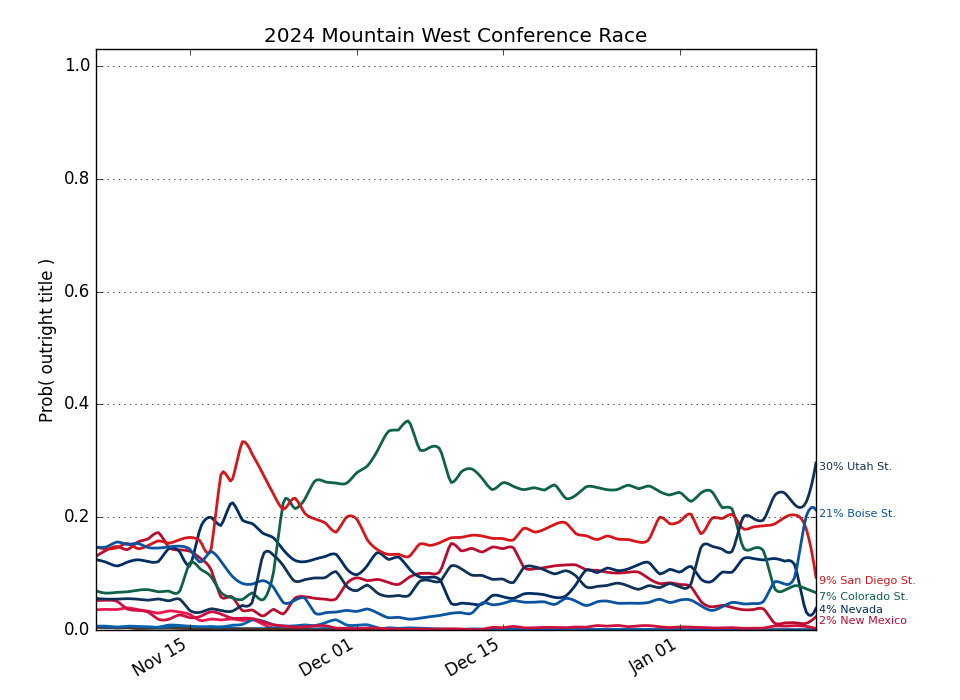 2024 Mountain West Conference Race
1.0
0.8
0.6
0.4
0.2
0.0
Prob( outright title )
Nov 15
Dec 01
Dec 15
Jan 01
30% Utah St.
21% Boise St.
9% San Diego St.
7% Colorado St.
4% Nevada
2% New Mexico